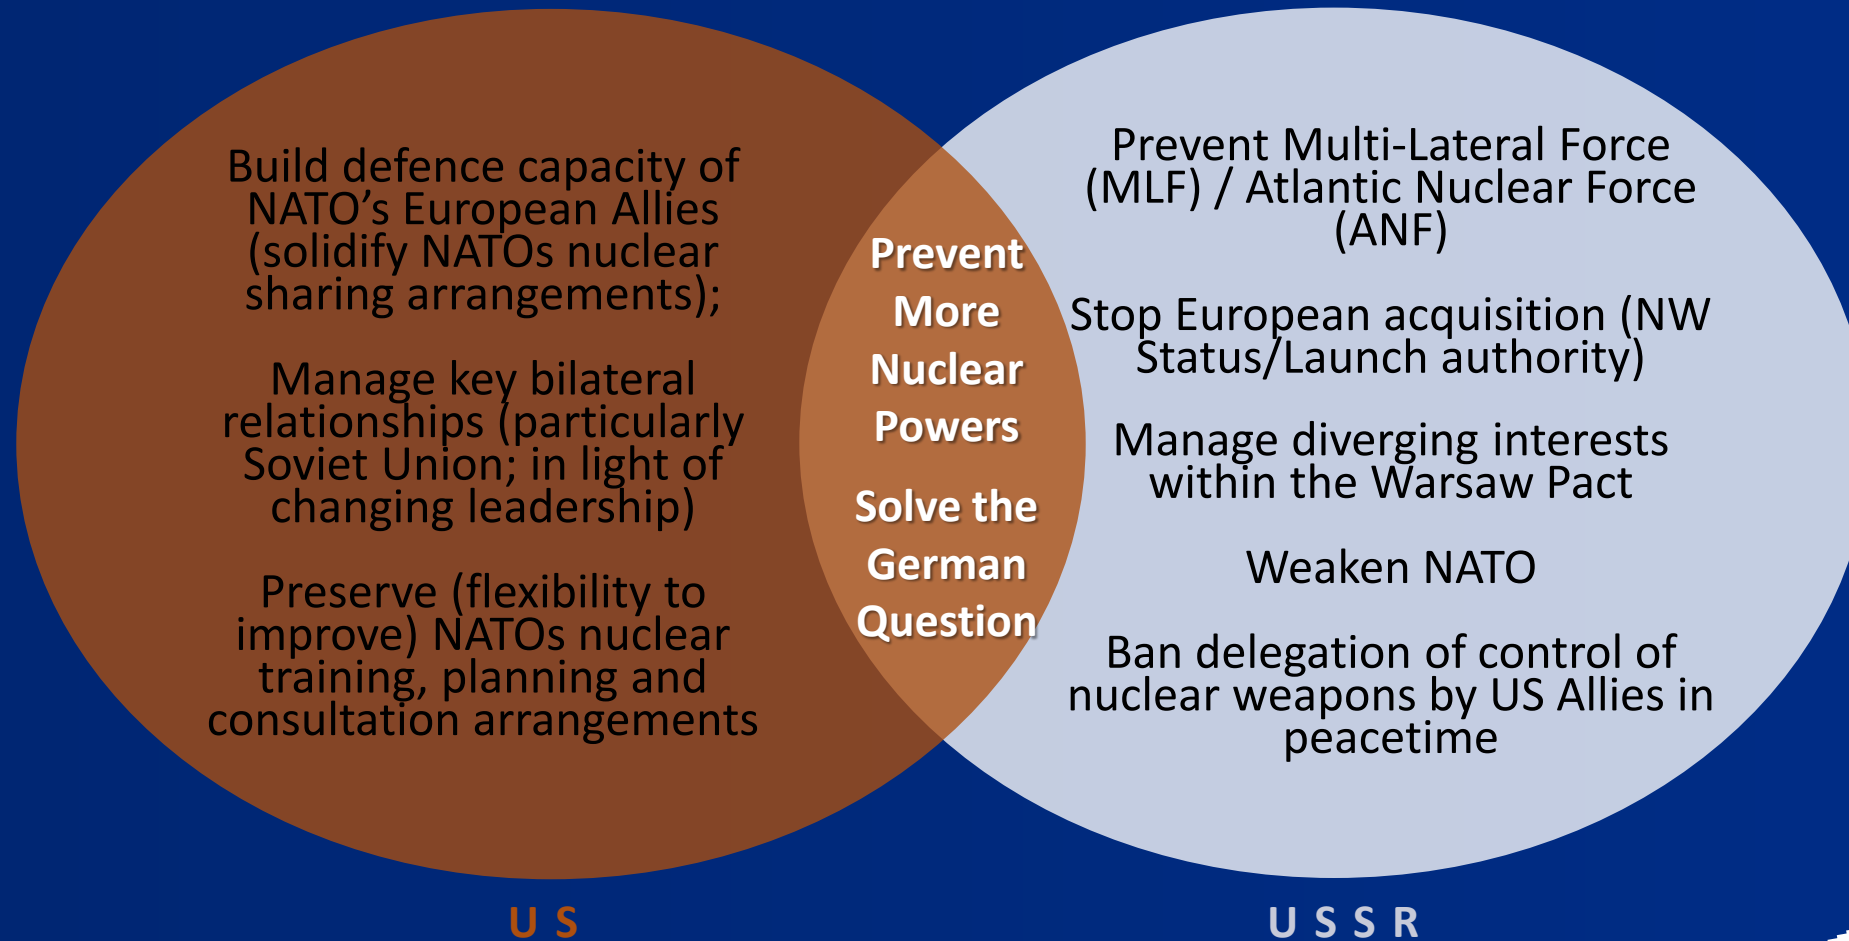 Build defence capacity of
NATO’s European Allies
(solidify NATOs nuclear
sharing arrangements);
Manage key bilateral
relationships (particularly
Soviet Union; in light of
changing leadership)
Preserve (flexibility to
improve) NATOs nuclear
training, planning and
consultation arrangements
Prevent
More
Nuclear
Powers
Solve the
German
Question
Prevent Multi-Lateral Force
(MLF) / Atlantic Nuclear Force
(ANF)
Stop European acquisition (NW
Status/Launch authority)
Manage diverging interests
within the Warsaw Pact
Weaken NATO
Ban delegation of control of
nuclear weapons by US Allies in
peacetime
US
USSR